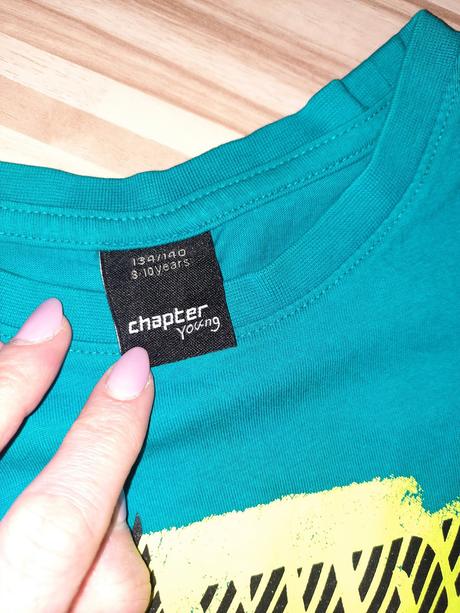 134/140
8-10 years
chapter
young